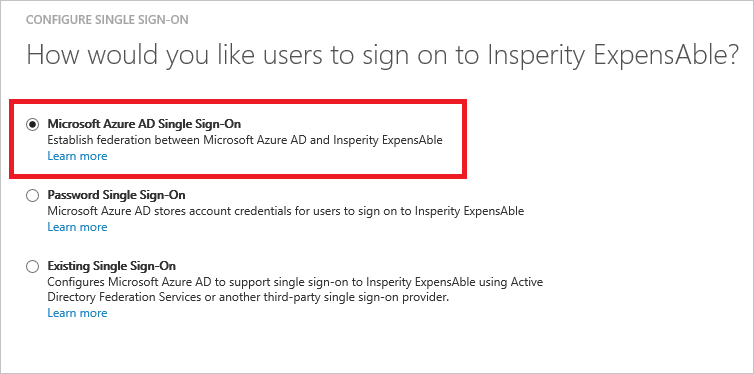 CONFIGURE SINGLE SIGN-ON
How would you like users to sign on to Insperity ExpensAble?
Microsoft Azure AD Single Sign-On
Establish federation between Microsoft Azure AD and Insperity ExpensAble
Learn more
Password Single Sign-On
Microsoft Azure AD stores account credentials for users to sign on to Insperity ExpensAble
Learn more
Existing Single Sign-On
Configures Microsoft Azure AD to support single sign-on to Insperity ExpensAble using Active
Directory Federation Services or another third-party single sign-on provider.
Learn more